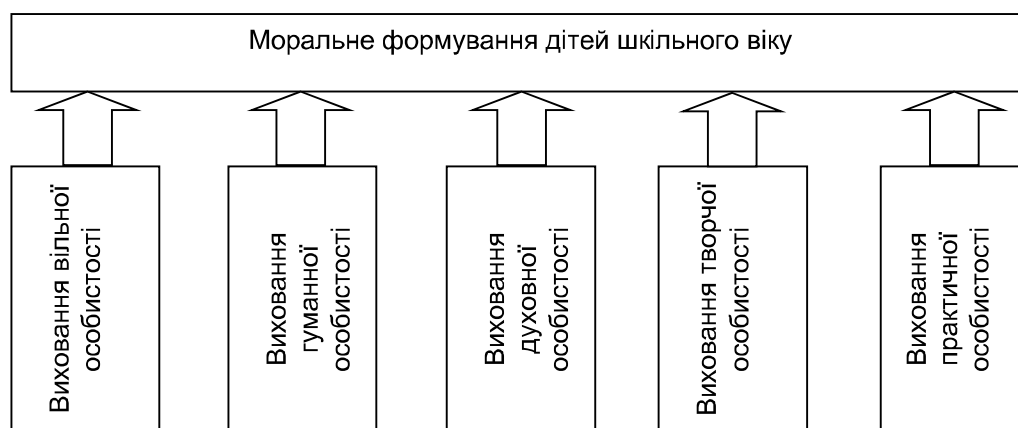 Моральне формування дітей шкільного віку
Виховання вільної
особистості
Виховання
гуманної
особистості
Виховання
духовної
особистості
Виховання творчої
особистості
Виховання
практичної
особистості